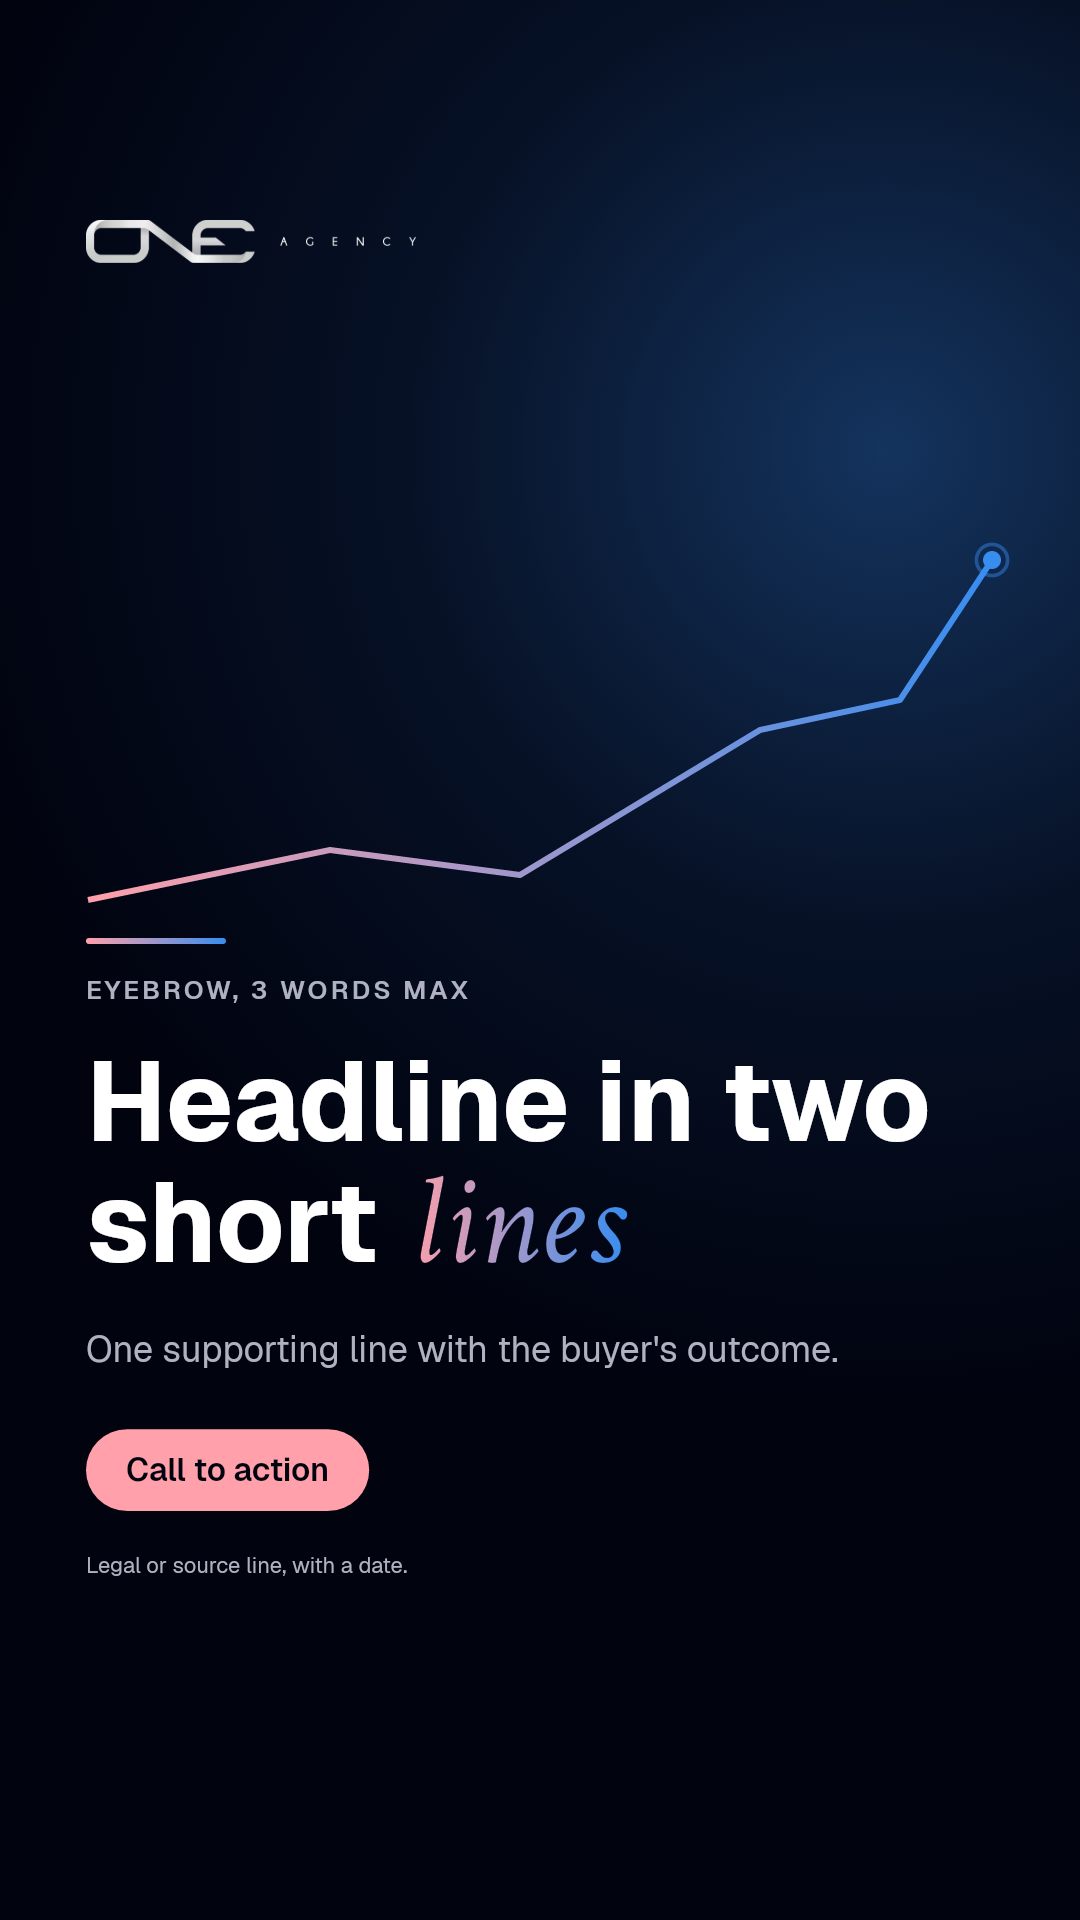 ONE AGENCY
EYEBROW, 3 WORDS MAX
Headline in two
short lines
One supporting line with the buyer's outcome.
Call to action
Legal or source line, with a date.